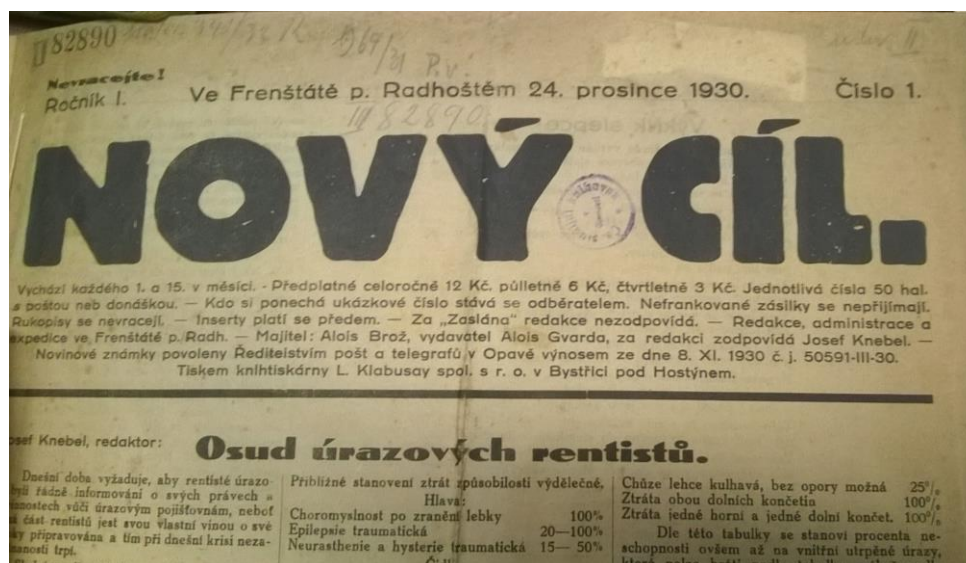 II 82890
III 82890
Nevracejte!
Ročník I.
Ve Frenštátě p. Radhoštěm 24. prosince 1930.
Číslo 1.
NOVÝ CÍL.
Vychází každého 1. a 15. v měsíci. - Předplatné celoročně 12 Kč, půlletně 6 Kč, čtvrtletně 3 Kč. Jednotlivá čísla 50 hal.
s poštou neb donáškou. — Kdo si ponechá ukázkové číslo stává se odběratelem. Nefrankované zásilky se nepřijímají.
Rukopisy se nevracejí. — Inserty platí se předem. — Za „Zaslána" redakce nezodpovídá. — Redakce, administrace a
expedice ve Frenštátě p. Radh. — Majitel: Alois Brož, vydavatel Alois Gvarda, za redakci zodpovídá Josef Knebel. —
Novinové známky povoleny Ředitelstvím pošt a telegrafů v Opavě výnosem ze dne 8. XI. 1930 č. j. 50591-III-30.
Tiskem knihtiskárny L. Klabusay spol. s r. o. v Bystřici pod Hostýnem.
Knebel, redaktor:
Osud úrazových rentistů.
Dnešní doba vyžaduje, aby rentisté úrazo-
řádně informováni o svých právech a
vůči úrazovým pojišťovnám, neboť
část rentistů jest svou vlastní vinou o své
připravována a tím při dnešní krisi neza-
trpí.
Přibližné stanovení ztrát způsobilosti výdělečné,
Hlava:
Choromyslnost po zranění lebky 100%
Epilepsie traumatická 20—100%
Neurasthenie a hysterie traumatická 15— 50%
Chůze lehce kulhavá, bez opory možná 25%
Ztráta obou dolních končetin 100%
Ztráta jedné horní a jedné dolní končet. 100%
Dle této tabulky se stanoví procenta ne-
schopnosti ovšem až na vnitřní utrpěné úrazy,